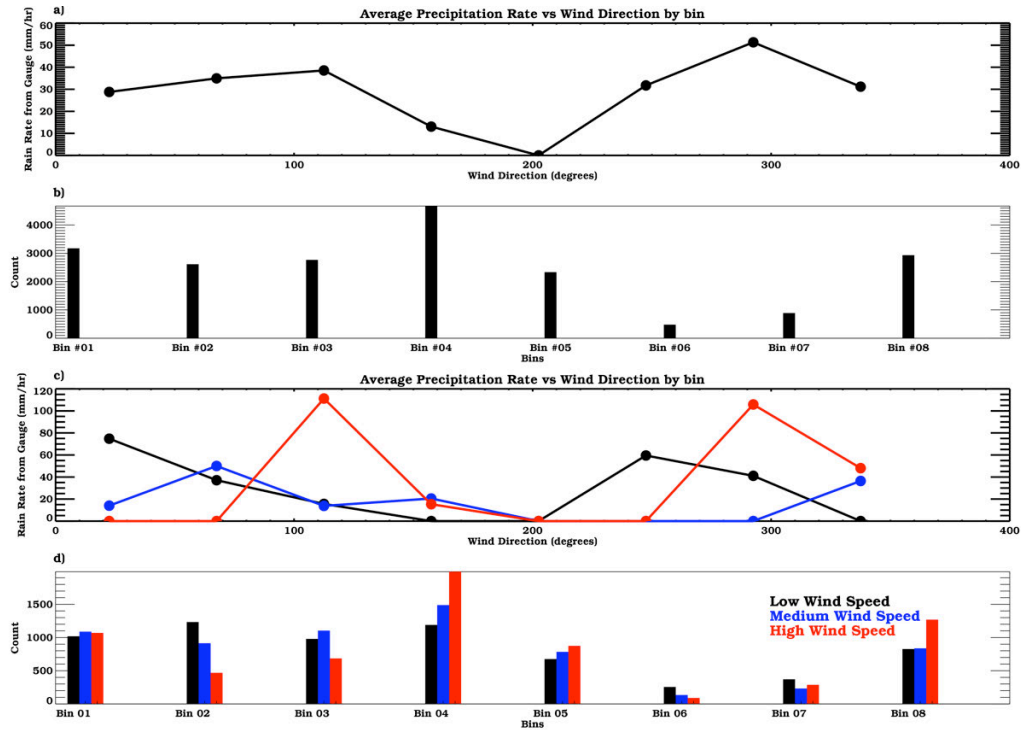 a)
Average Precipitation Rate vs Wind Direction by bin
Rain Rate from Gauge (mm/hr)
60
50
40
30
20
10
0
0 100 200 300 400
Wind Direction (degrees)
b)
Count
4000
3000
2000
1000
0
Bin #01 Bin #02 Bin #03 Bin #04 Bin #05 Bin #06 Bin #07 Bin #08
Bins
c)
Average Precipitation Rate vs Wind Direction by bin
Rain Rate from Gauge (mm/hr)
120
100
80
60
40
20
0
0 100 200 300 400
Wind Direction (degrees)
d)
Count
1500
1000
500
0
Low Wind Speed
Medium Wind Speed
High Wind Speed
Bin 01 Bin 02 Bin 03 Bin 04 Bin 05 Bin 06 Bin 07 Bin 08
Bins